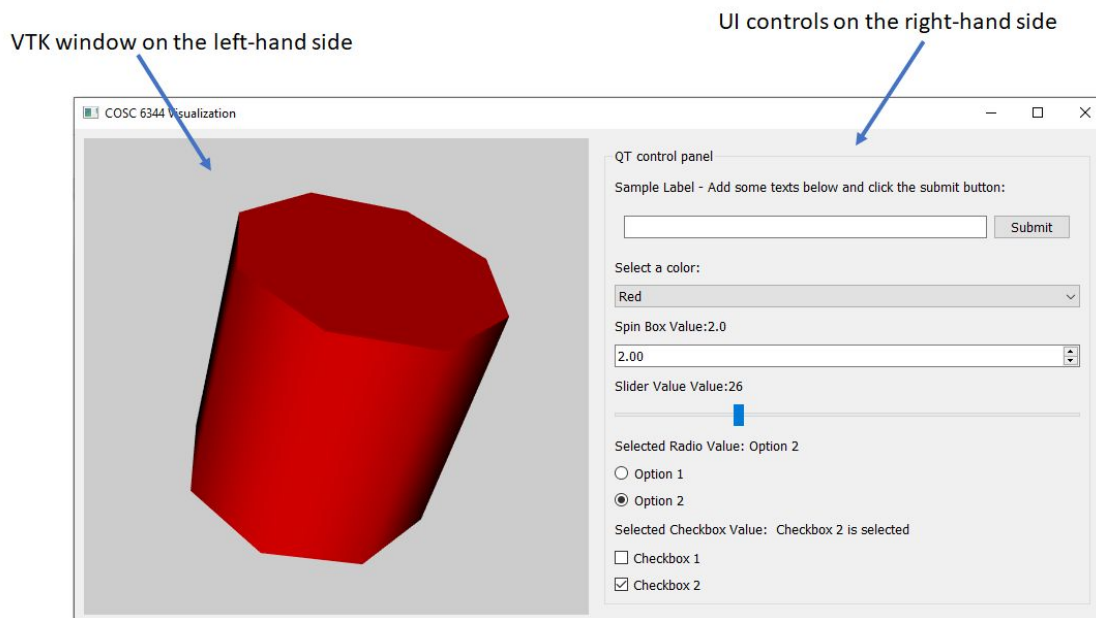 UI controls on the right-hand side
VTK window on the left-hand side
COSC 6344 Visualization
QT control panel
Sample Label - Add some texts below and click the submit button:
Submit
Select a color:
Red
Spin Box Value:2.0
2.00
Slider Value Value:26
Selected Radio Value: Option 2
Option 1
Option 2
Selected Checkbox Value:  Checkbox 2 is selected
Checkbox 1
Checkbox 2